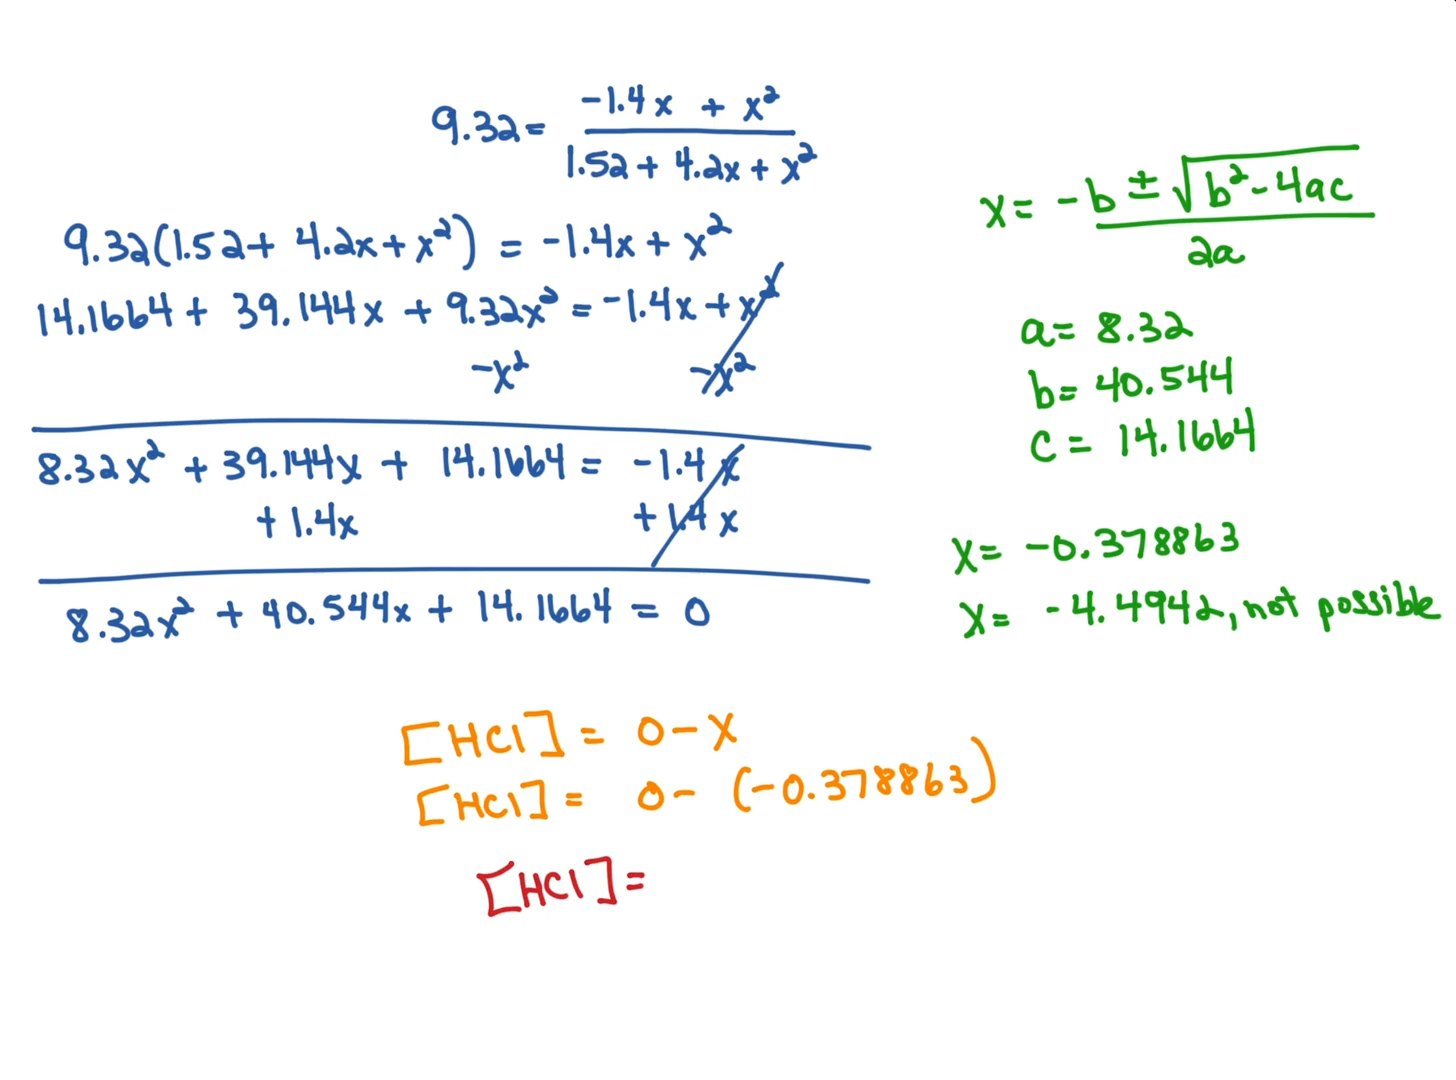 9.32 = (-1.4x + x²) / (1.52 + 4.2x + x²)
9.32(1.52 + 4.2x + x²) = -1.4x + x²
14.1664 + 39.144x + 9.32x² = -1.4x + x²
-x² -x²
8.32x² + 39.144x + 14.1664 = -1.4x
+ 1.4x + 1.4x
8.32x² + 40.544x + 14.1664 = 0
x = (-b ± √(b² - 4ac)) / 2a
a = 8.32
b = 40.544
c = 14.1664
x = -0.378863
x = -4.4942, not possible
[HCl] = 0 - x
[HCl] = 0 - (-0.378863)
[HCl] =